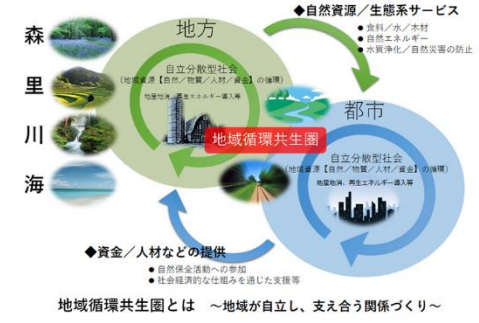 森
里
川
海
地方
自立分散型社会
(地域資源【自然/物質/人材/資金】の循環)
地産地消、再生エネルギー導入等
◆自然資源/生態系サービス
● 食料/水/木材
● 自然エネルギー
● 水質浄化/自然災害の防止
地域循環共生圏
都市
自立分散型社会
(地域資源【自然/物質/人材/資金】の循環)
地産地消、再生エネルギー導入等
◆資金/人材などの提供
● 自然保全活動への参加
● 社会経済的な仕組みを通じた支援等
地域循環共生圏とは ~地域が自立し、支え合う関係づくり~